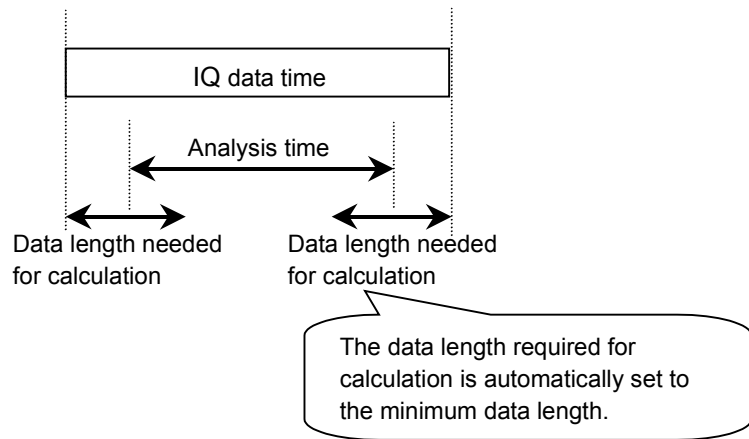 IQ data time
Analysis time
Data length needed
for calculation
Data length needed
for calculation
The data length required for
calculation is automatically set to
the minimum data length.